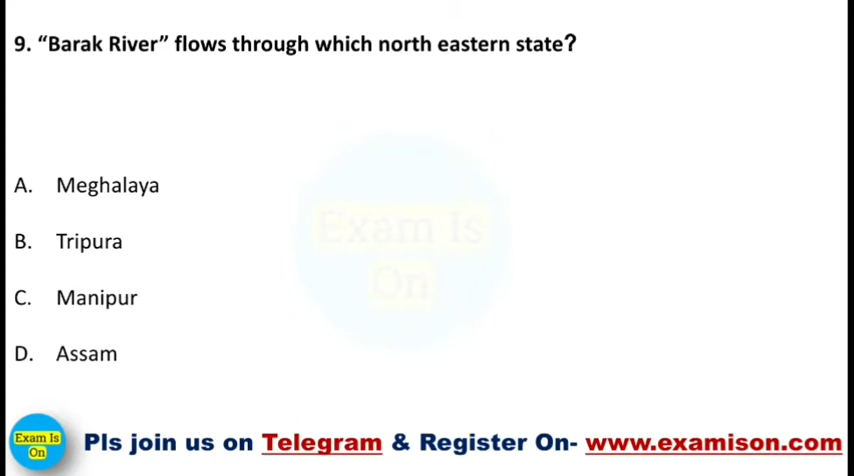 9. “Barak River” flows through which north eastern state?
Exam Is
On
A. Meghalaya
B. Tripura
C. Manipur
D. Assam
Exam Is
On
Pls join us on Telegram & Register On- www.examison.com